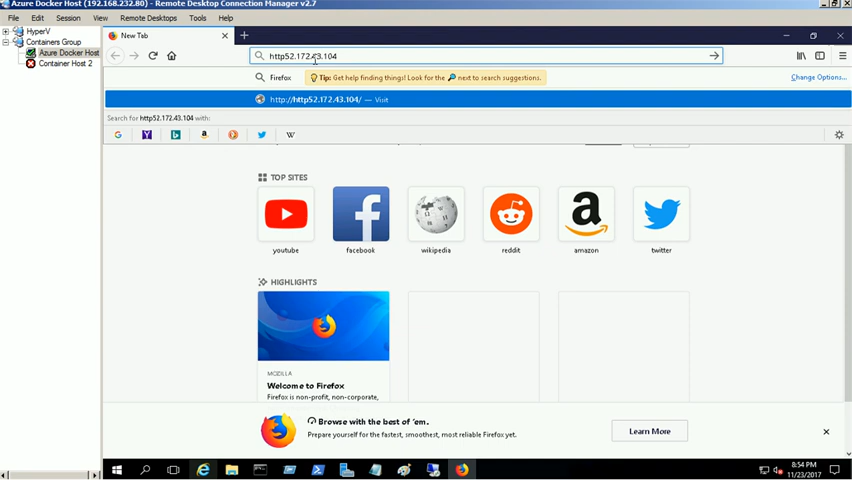 Azure Docker Host (192.168.232.80) - Remote Desktop Connection Manager v2.7
File Session View Remote Desktops Tools Help
HyperV
Containers Group
Azure Docker Host
Container Host 2
New Tab
http52.172.43.104
Firefox Tip: Get help finding things! Look for the next to search suggestions. Change Options...
http://http52.172.43.104/ — Visit
Search for http52.172.43.104 with:
TOP SITES
youtube facebook wikipedia reddit amazon twitter
HIGHLIGHTS
MOZILLA
Welcome to Firefox
Firefox is non-profit, non-corporate,
Browse with the best of 'em.
Prepare yourself for the fastest, smoothest, most reliable Firefox yet.
Learn More
8:54 PM
11/23/2017